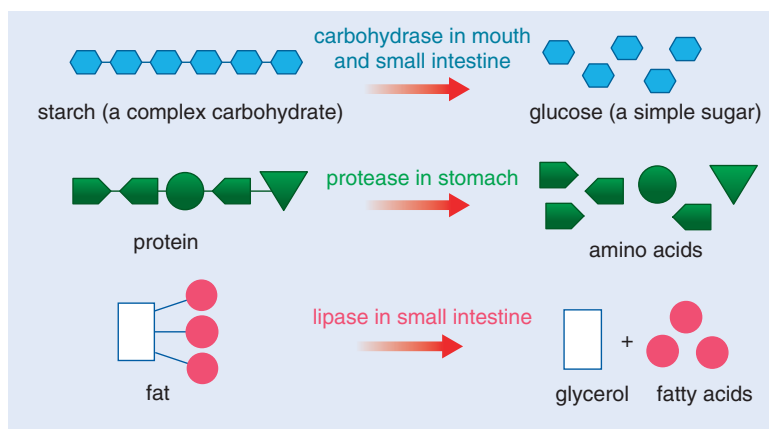 carbohydrase in mouth
and small intestine
starch (a complex carbohydrate)
glucose (a simple sugar)
protease in stomach
protein
amino acids
lipase in small intestine
+
fat
glycerol
fatty acids